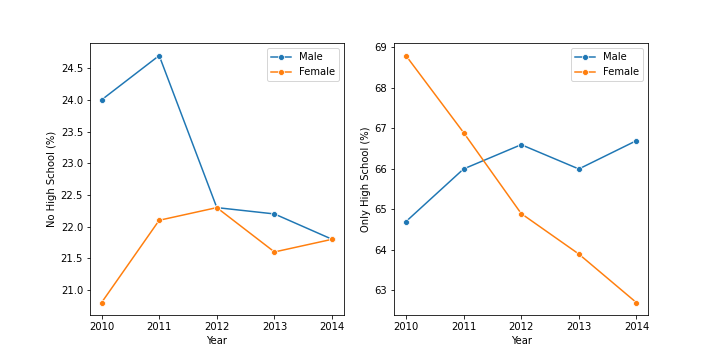 No High School (%)
24.5
24.0
23.5
23.0
22.5
22.0
21.5
21.0
2010 2011 2012 2013 2014
Year
Male
Female
Only High School (%)
69
68
67
66
65
64
63
2010 2011 2012 2013 2014
Year
Male
Female